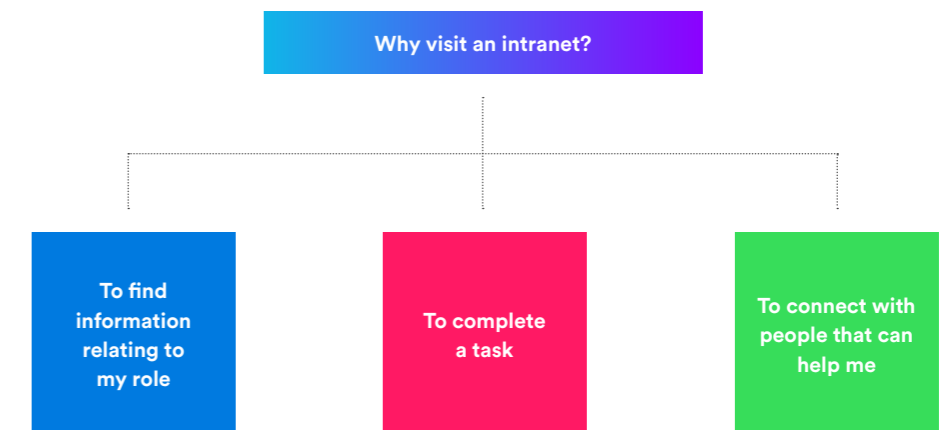 Why visit an intranet?
To find
information
relating to
my role
To complete
a task
To connect with
people that can
help me